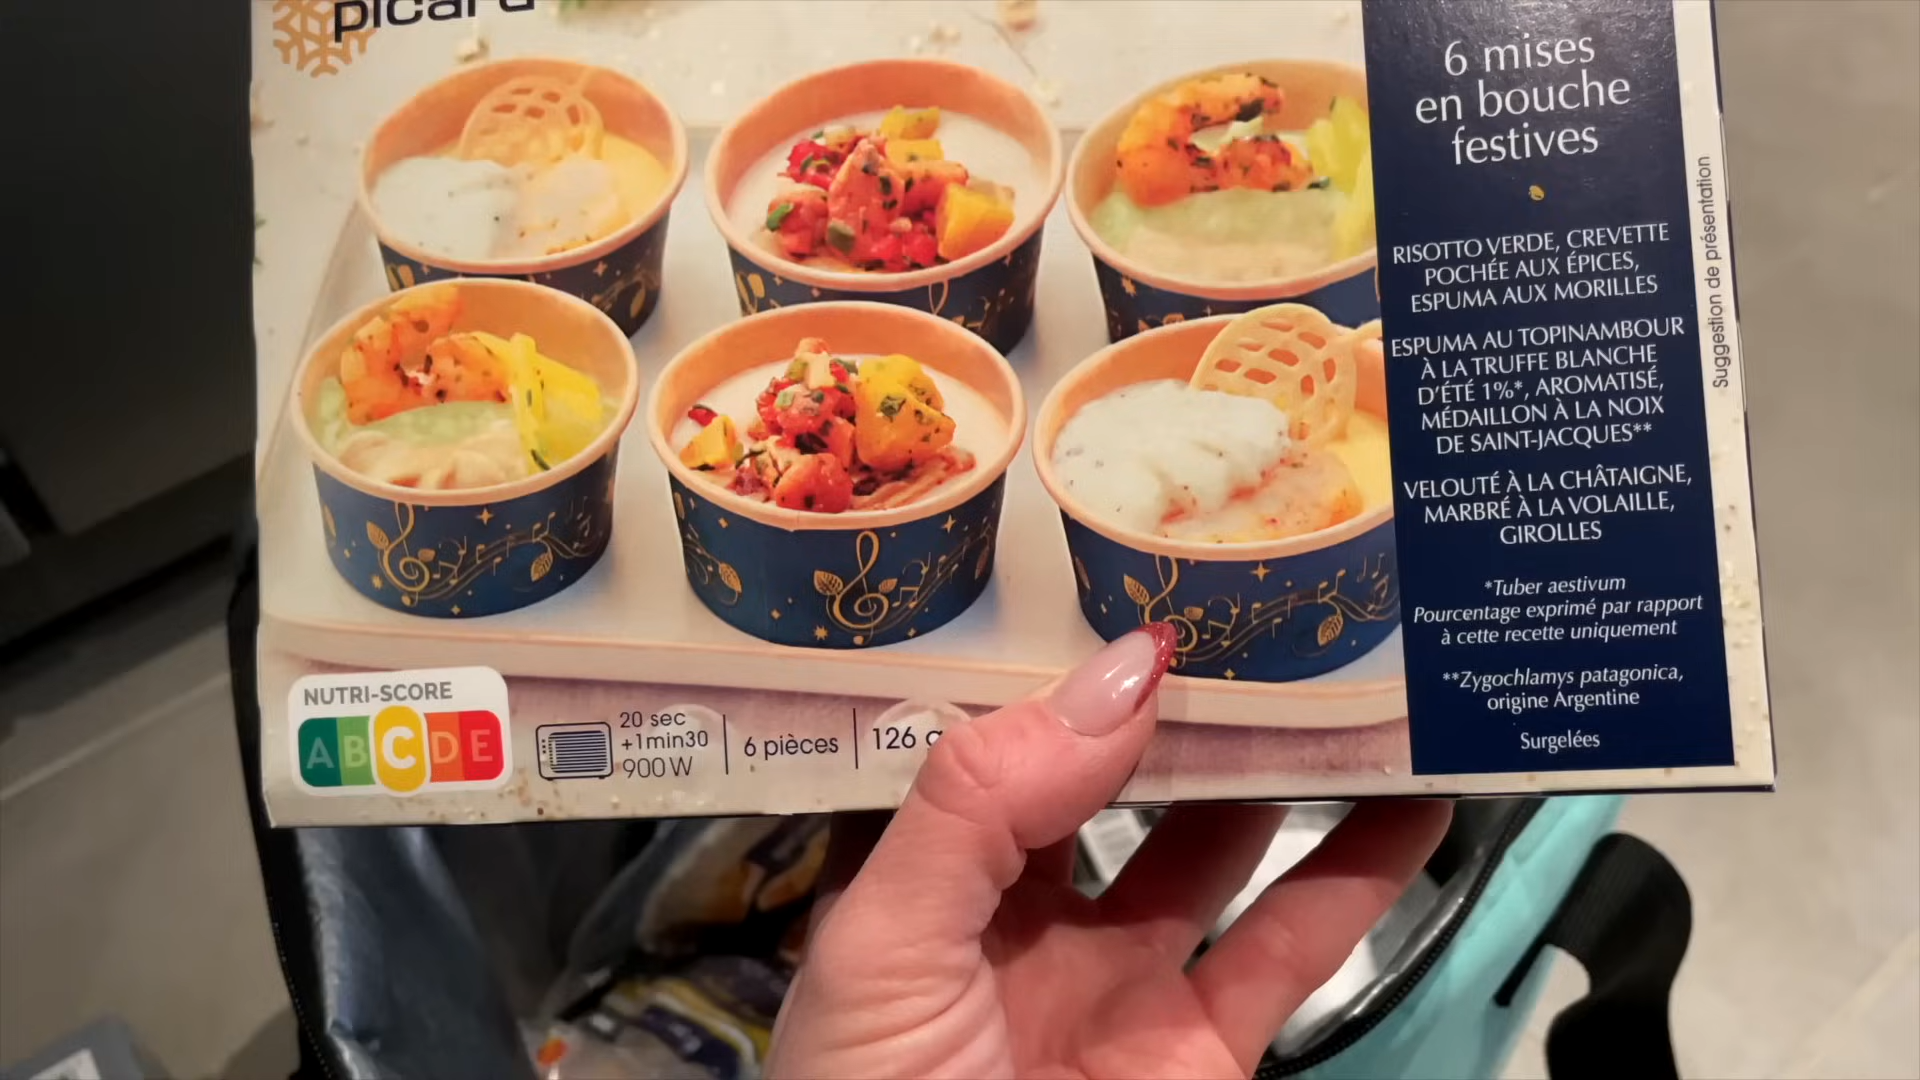 picard
6 mises
en bouche
festives
RISOTTO VERDE, CREVETTE
POCHÉE AUX ÉPICES,
ESPUMA AUX MORILLES
ESPUMA AU TOPINAMBOUR
À LA TRUFFE BLANCHE
D'ÉTÉ 1%*, AROMATISÉ,
MÉDAILLON À LA NOIX
DE SAINT-JACQUES**
VELOUTÉ À LA CHÂTAIGNE,
MARBRÉ À LA VOLAILLE,
GIROLLES
*Tuber aestivum
Pourcentage exprimé par rapport
à cette recette uniquement
**Zygochlamys patagonica,
origine Argentine
Surgelées
Suggestion de présentation
NUTRI-SCORE
A B C D E
20 sec
+1min30
900 W
6 pièces
126 g